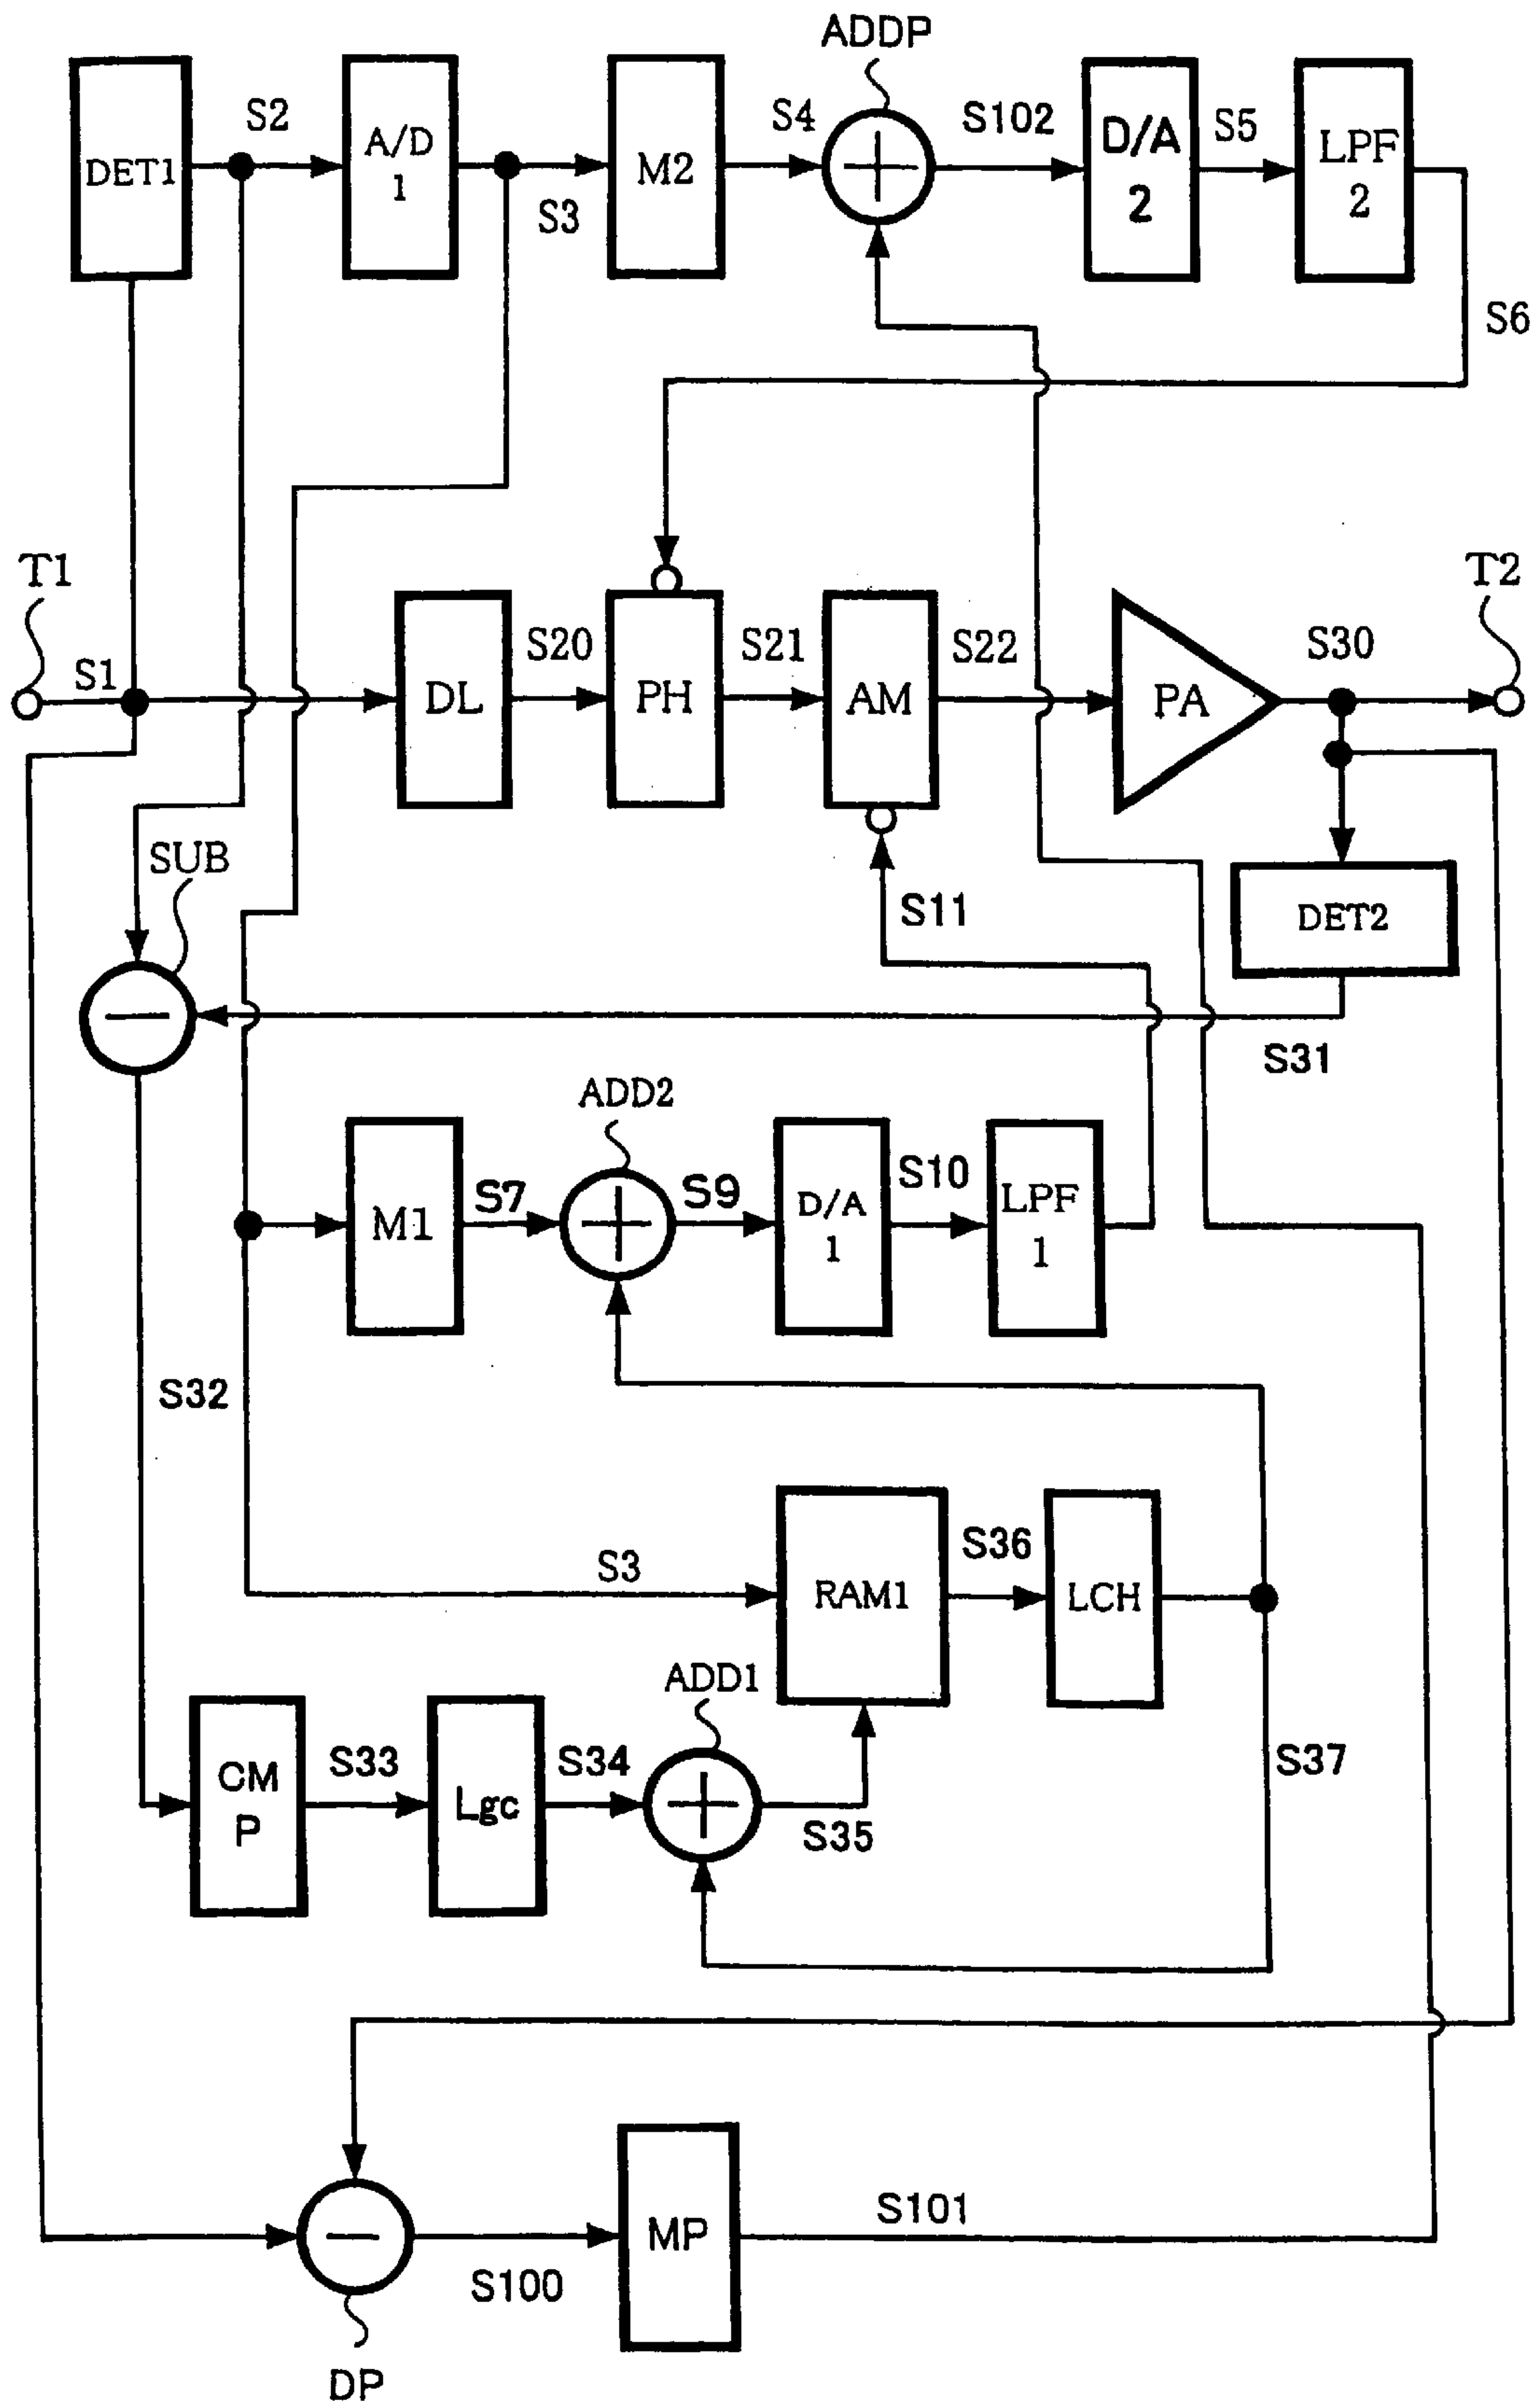 ADDP
DET1
S2
A/D
1
S3
M2
S4
S102
D/A
2
S5
LPF
2
S6
T1
S1
DL
S20
PH
S21
AM
S22
PA
S30
T2
SUB
S11
DET2
S31
ADD2
M1
S7
S9
D/A
1
S10
LPF
1
S32
S3
RAM1
S36
LCH
ADD1
CM
P
S33
Lgc
S34
S35
S37
S100
MP
S101
DP